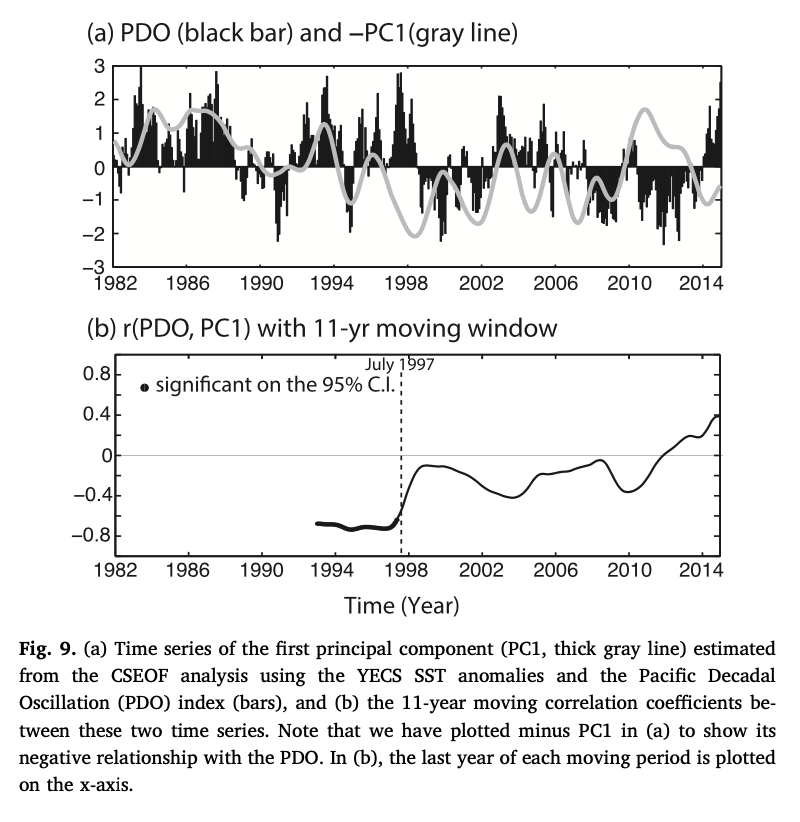 (a) PDO (black bar) and −PC1(gray line)
3
2
1
0
−1
−2
−3
1982 1986 1990 1994 1998 2002 2006 2010 2014
(b) r(PDO, PC1) with 11-yr moving window
July 1997
● significant on the 95% C.I.
0.8
0.4
0
−0.4
−0.8
1982 1986 1990 1994 1998 2002 2006 2010 2014
Time (Year)
Fig. 9. (a) Time series of the first principal component (PC1, thick gray line) estimated
from the CSEOF analysis using the YECS SST anomalies and the Pacific Decadal
Oscillation (PDO) index (bars), and (b) the 11-year moving correlation coefficients be-
tween these two time series. Note that we have plotted minus PC1 in (a) to show its
negative relationship with the PDO. In (b), the last year of each moving period is plotted
on the x-axis.